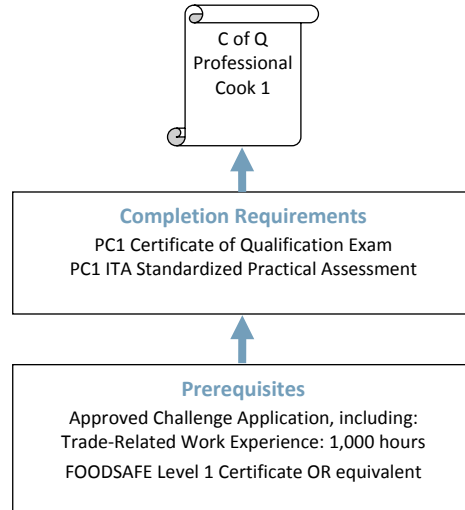 C of Q
Professional
Cook 1
Completion Requirements
PC1 Certificate of Qualification Exam
PC1 ITA Standardized Practical Assessment
Prerequisites
Approved Challenge Application, including:
Trade-Related Work Experience: 1,000 hours
FOODSAFE Level 1 Certificate OR equivalent